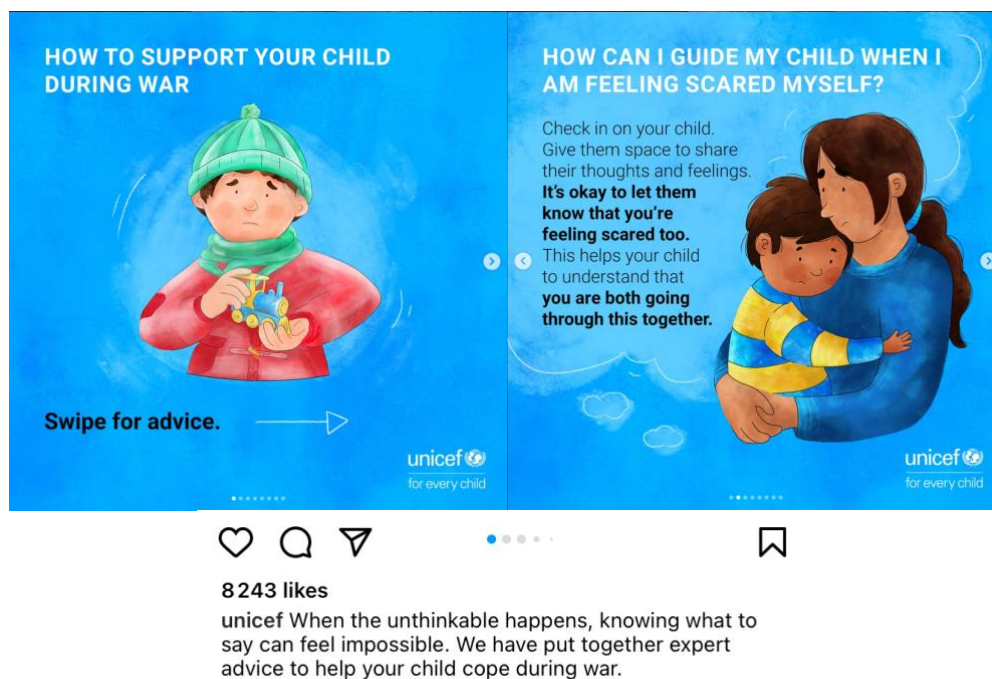 HOW TO SUPPORT YOUR CHILD
DURING WAR
Swipe for advice.
unicef
for every child
HOW CAN I GUIDE MY CHILD WHEN I
AM FEELING SCARED MYSELF?
Check in on your child.
Give them space to share
their thoughts and feelings.
It's okay to let them
know that you're
feeling scared too.
This helps your child
to understand that
you are both going
through this together.
unicef
for every child
8 243 likes
unicef When the unthinkable happens, knowing what to
say can feel impossible. We have put together expert
advice to help your child cope during war.